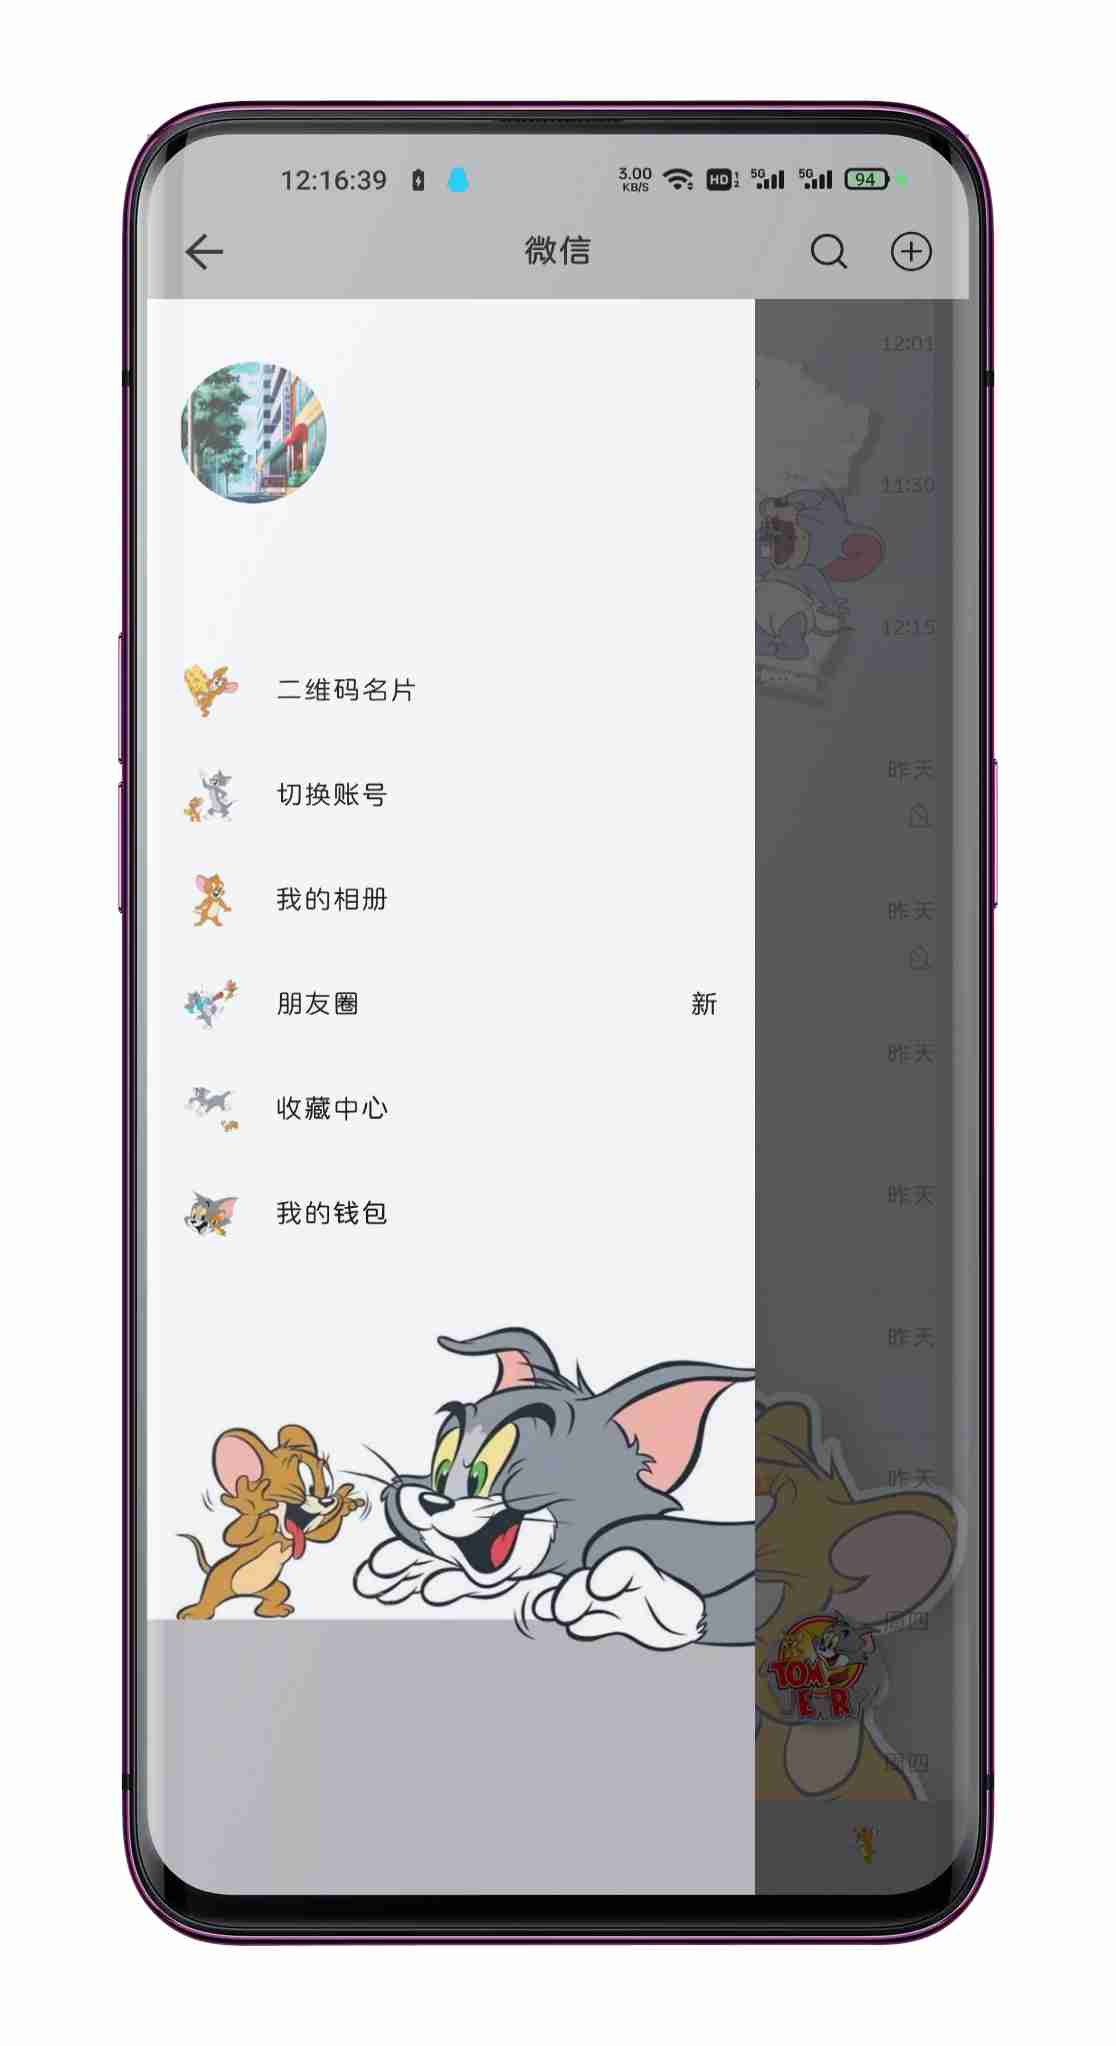 12:16:39
3.00
KB/S
HD 1
2
5G
5G
94
微信
12:01
11:30
12:15
二维码名片
昨天
切换账号
我的相册
昨天
朋友圈
新
昨天
收藏中心
昨天
我的钱包
昨天
昨天
周四
TOM
JERRY
周四